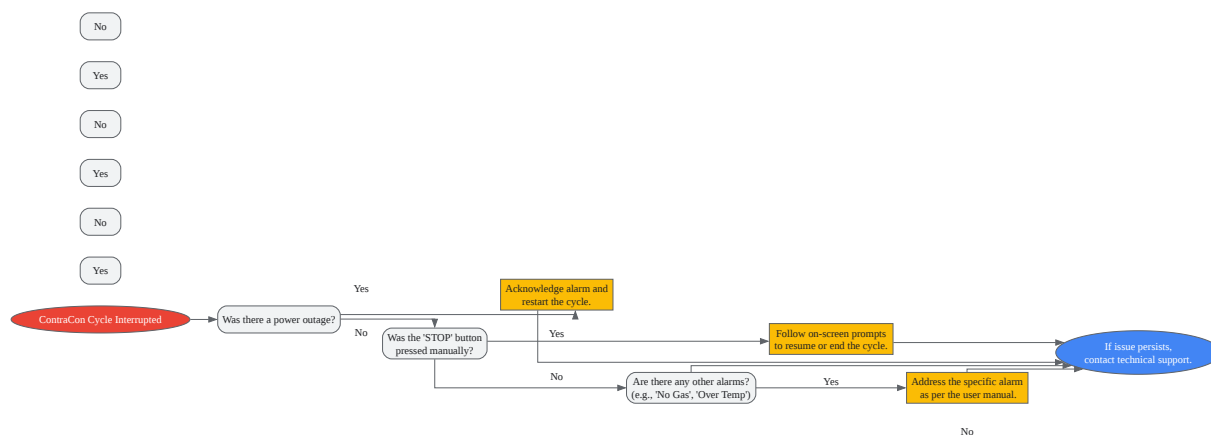 No
Yes
No
Yes
No
Yes
ContraCon Cycle Interrupted
Was there a power outage?
Yes
No
Acknowledge alarm and
restart the cycle.
Was the 'STOP' button
pressed manually?
Yes
No
Follow on-screen prompts
to resume or end the cycle.
Are there any other alarms?
(e.g., 'No Gas', 'Over Temp')
Yes
No
Address the specific alarm
as per the user manual.
If issue persists,
contact technical support.